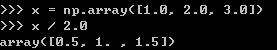 >>> x = np.array([1.0, 2.0, 3.0])
>>> x / 2.0
array([0.5, 1. , 1.5])